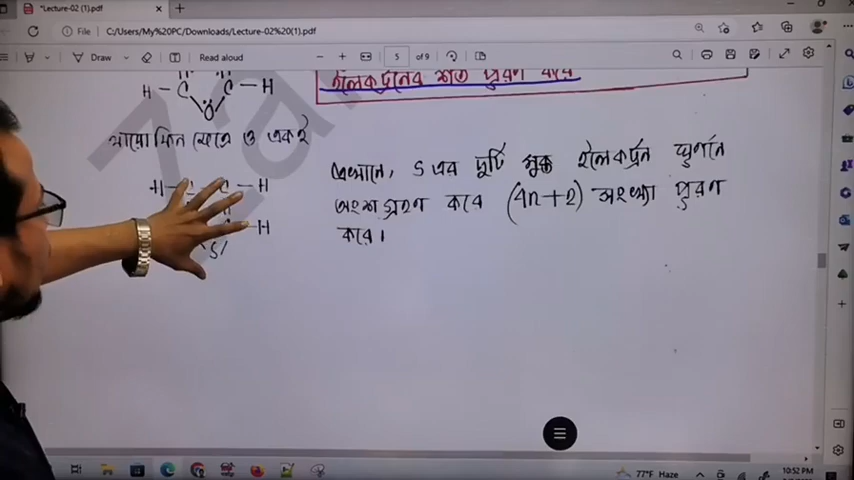 *Lecture-02 (1).pdf
File C:/Users/My%20PC/Downloads/Lecture-02%20(1).pdf
Read aloud 5 of 9
ইলেকট্রনের শর্ত পূরণ করে
H C C H
O
থায়োফিন ক্ষেত্রে ও একই
এখানে, S এর দুটি মুক্ত ইলেকট্রন ঘূর্ণনে
অংশগ্রহণ করে (4n+2) সংখ্যা পূরণ
করে।
H C C H
H
S
77°F Haze 10:52 PM